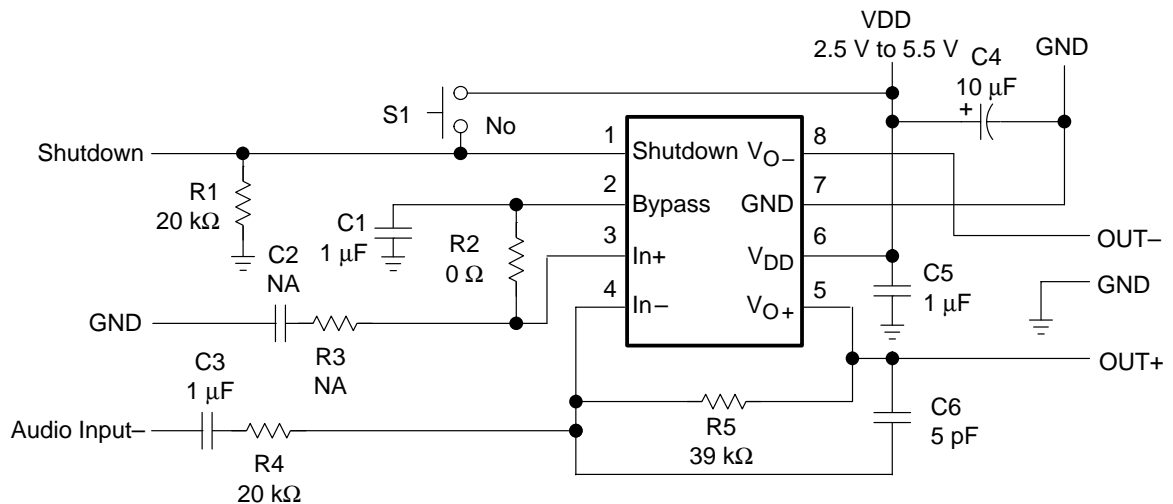 VDD
2.5 V to 5.5 V
GND
C4
10 µF
+
S1
No
Shutdown
R1
20 kΩ
1
Shutdown
VO−
8
2
Bypass
GND
7
3
In+
VDD
6
4
In−
VO+
5
C1
1 µF
R2
0 Ω
C2
NA
GND
R3
NA
C3
1 µF
Audio Input−
R4
20 kΩ
R5
39 kΩ
C5
1 µF
C6
5 pF
OUT−
GND
OUT+